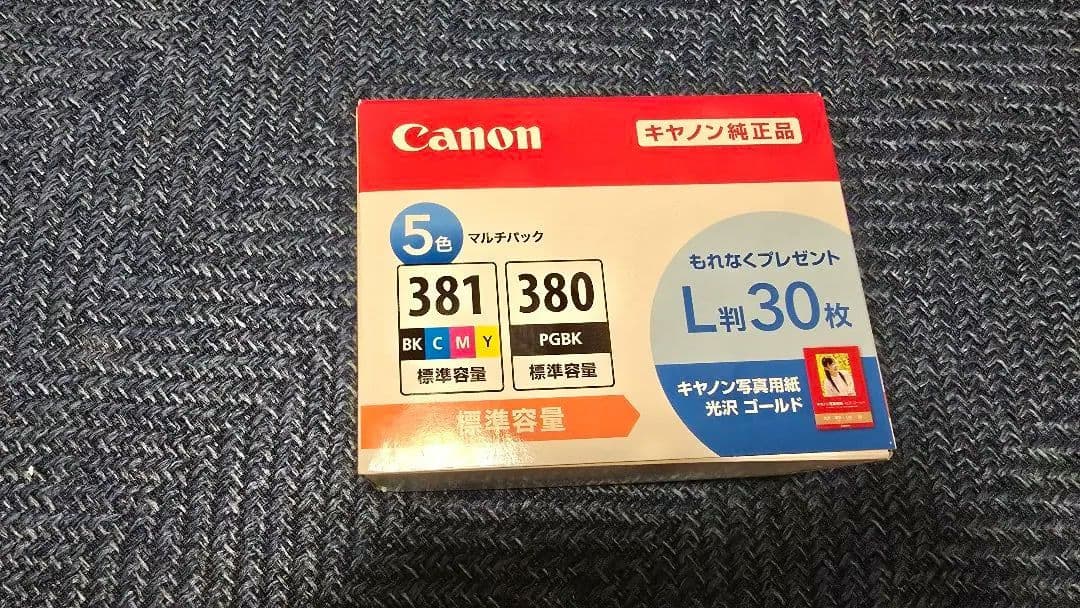 Canon
キヤノン純正品
5色 マルチパック
381
BK C M Y
標準容量
380
PGBK
標準容量
標準容量
もれなくプレゼント
L判30枚
キヤノン写真用紙
光沢 ゴールド